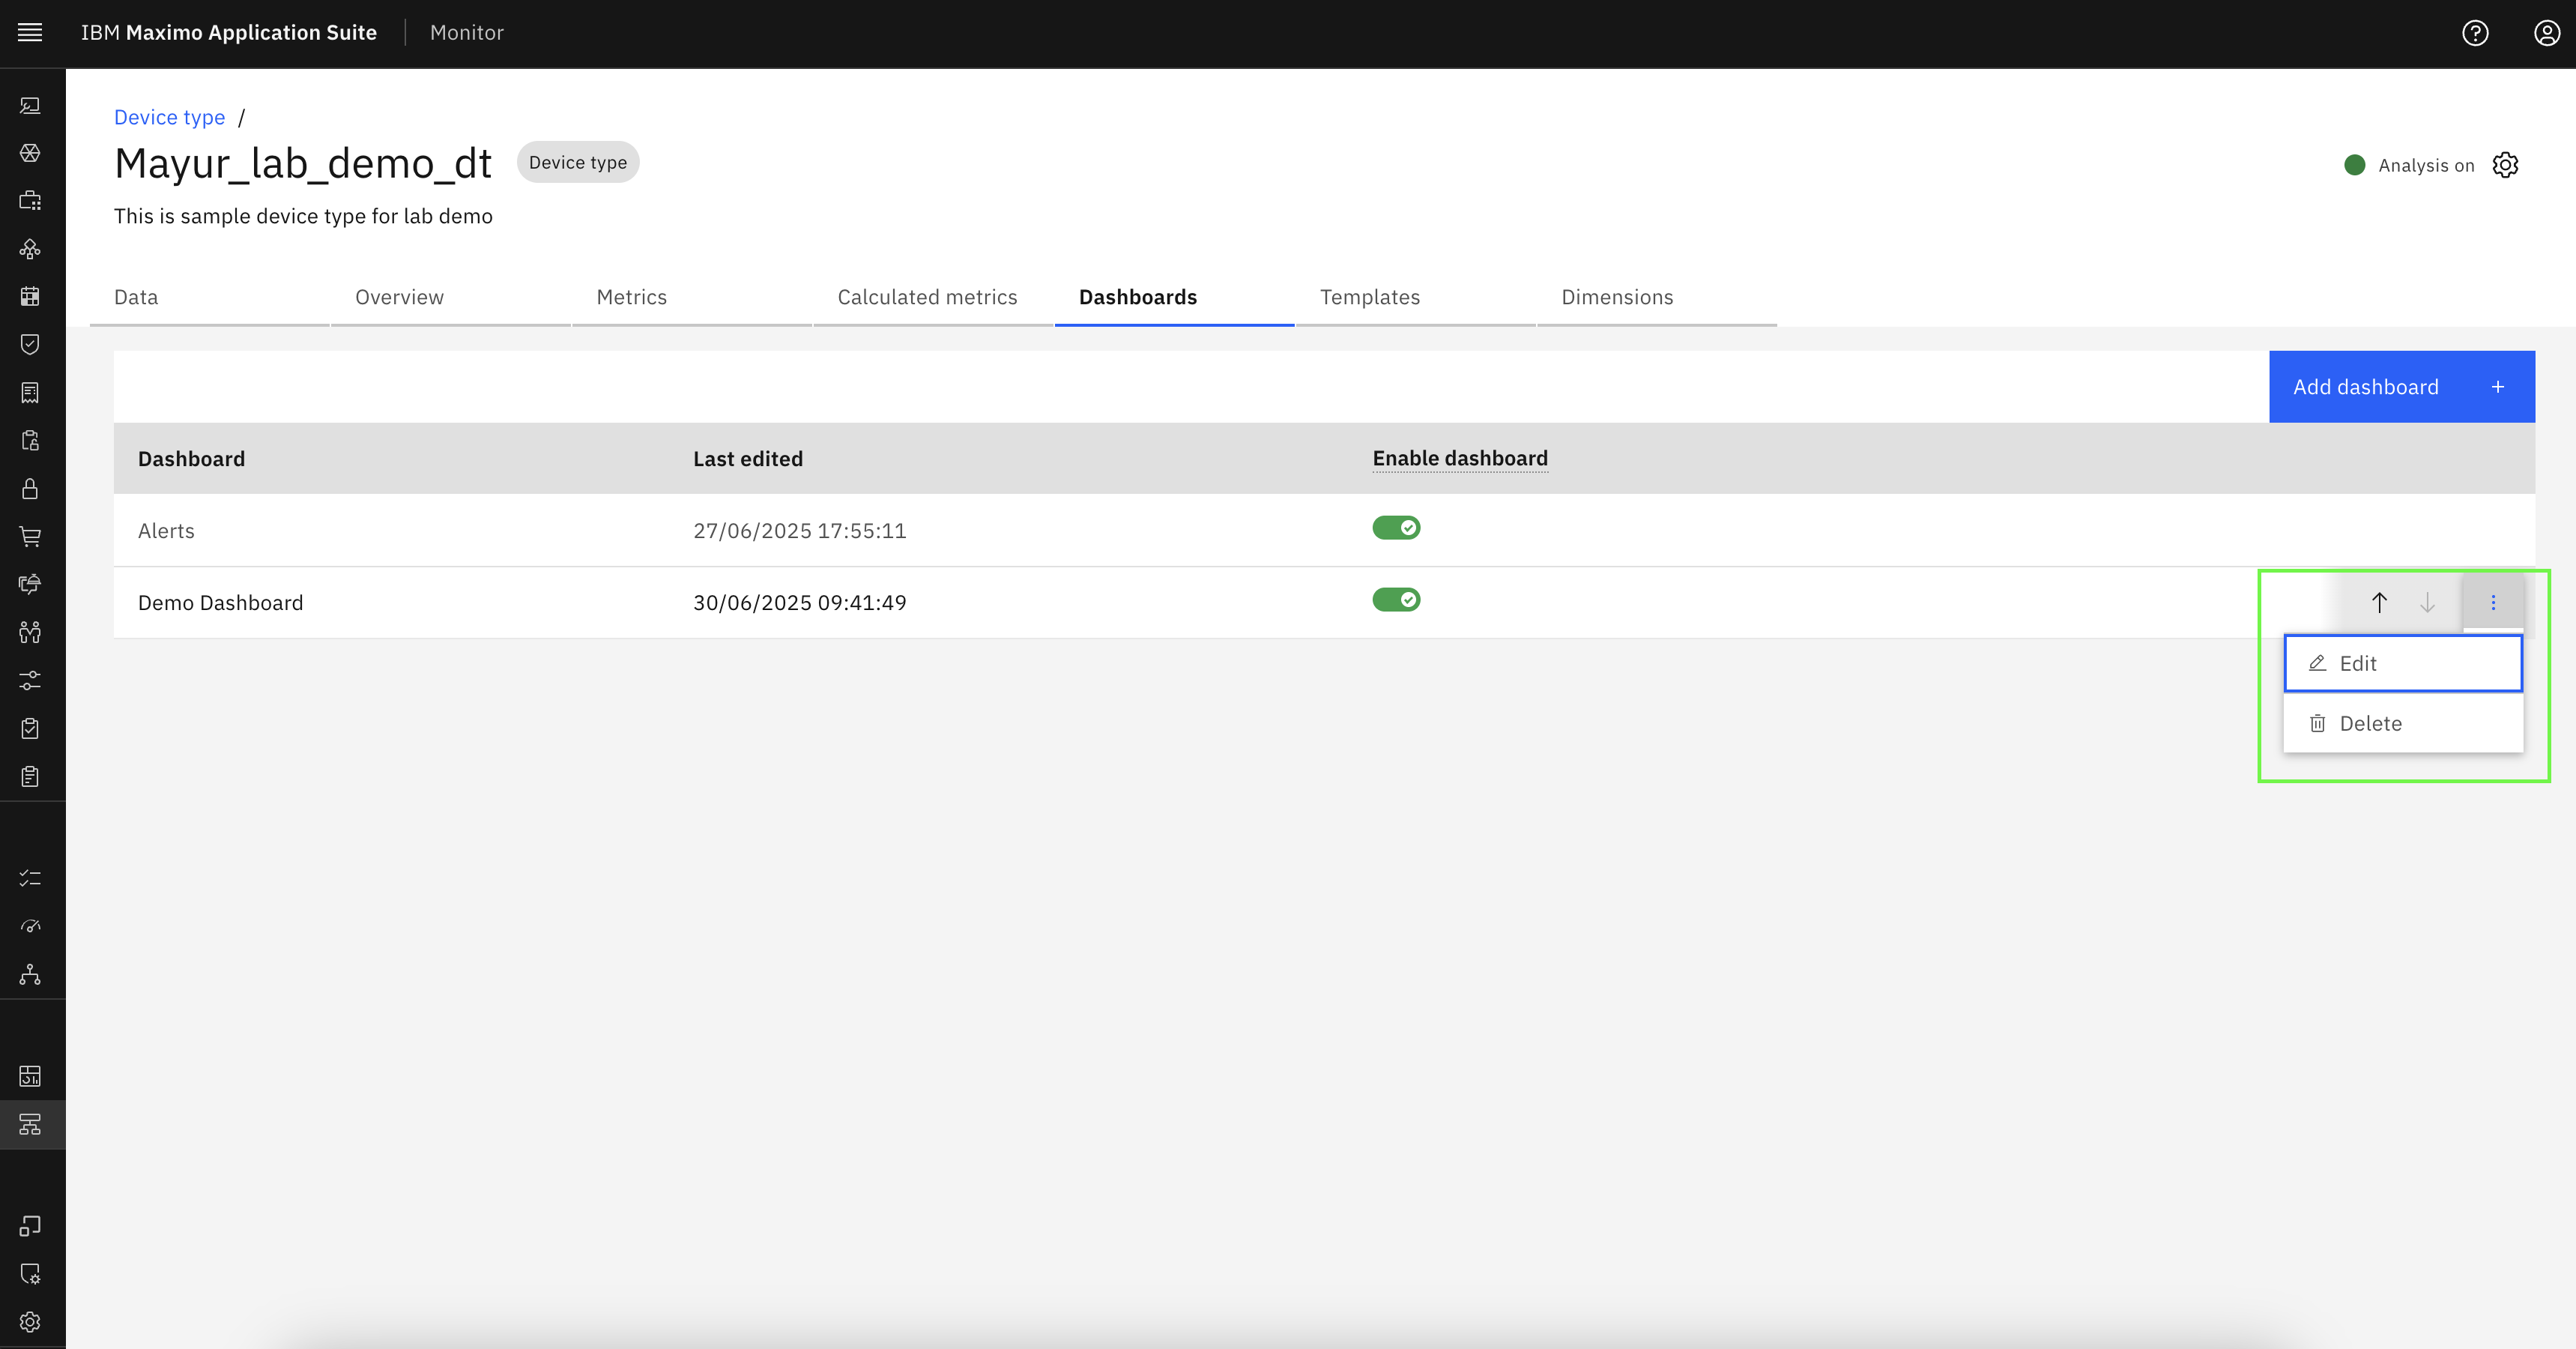 IBM Maximo Application Suite Monitor
Device type /
Mayur_lab_demo_dt Device type
Analysis on
This is sample device type for lab demo
Data Overview Metrics Calculated metrics Dashboards Templates Dimensions
Add dashboard +
Dashboard Last edited Enable dashboard
Alerts 27/06/2025 17:55:11
Demo Dashboard 30/06/2025 09:41:49
Edit
Delete